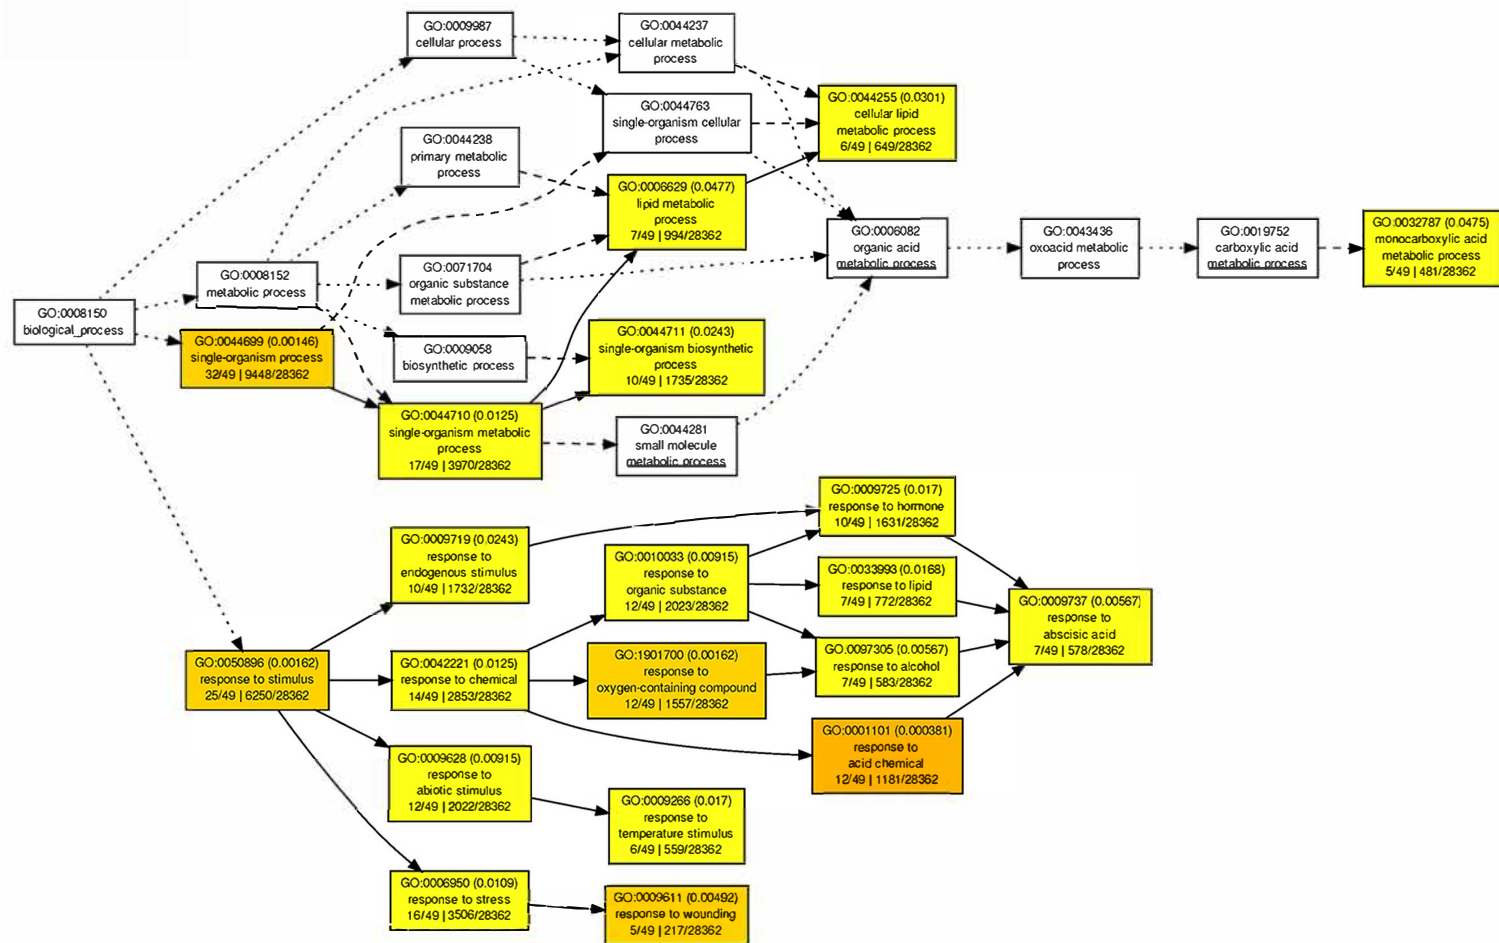 GO:0009987
cellular process
GO:0044237
cellular metabolic
process
GO:0044255 (0.0301)
cellular lipid
metabolic process
6/49 | 649/28362
GO:0044763
single-organism cellular
process
GO:0044238
primary metabolic
process
GO:0006629 (0.0477)
lipid metabolic
process
7/49 | 994/28362
GO:0006082
organic acid
metabolic process
GO:0043436
oxoacid metabolic
process
GO:0019752
carboxylic acid
metabolic process
GO:0032787 (0.0475)
monocarboxylic acid
metabolic process
5/49 | 481/28362
GO:0008152
metabolic process
GO:0071704
organic substance
metabolic process
GO:0008150
biological_process
GO:0044699 (0.00146)
single-organism process
32/49 | 9448/28362
GO:0009058
biosynthetic process
GO:0044711 (0.0243)
single-organism biosynthetic
process
10/49 | 1735/28362
GO:0044710 (0.0125)
single-organism metabolic
process
17/49 | 3970/28362
GO:0044281
small molecule
metabolic process
GO:0009725 (0.017)
response to hormone
10/49 | 1631/28362
GO:0009719 (0.0243)
response to
endogenous stimulus
10/49 | 1732/28362
GO:0010033 (0.00915)
response to
organic substance
12/49 | 2023/28362
GO:0033993 (0.0168)
response to lipid
7/49 | 772/28362
GO:0009737 (0.00567)
response to
abscisic acid
7/49 | 578/28362
GO:0050896 (0.00162)
response to stimulus
25/49 | 6250/28362
GO:0042221 (0.0125)
response to chemical
14/49 | 2853/28362
GO:1901700 (0.00162)
response to
oxygen-containing compound
12/49 | 1557/28362
GO:0097305 (0.00567)
response to alcohol
7/49 | 583/28362
GO:0001101 (0.000381)
response to
acid chemical
12/49 | 1181/28362
GO:0009628 (0.00915)
response to
abiotic stimulus
12/49 | 2022/28362
GO:0009266 (0.017)
response to
temperature stimulus
6/49 | 559/28362
GO:0006950 (0.0109)
response to stress
16/49 | 3506/28362
GO:0009611 (0.00492)
response to wounding
5/49 | 217/28362